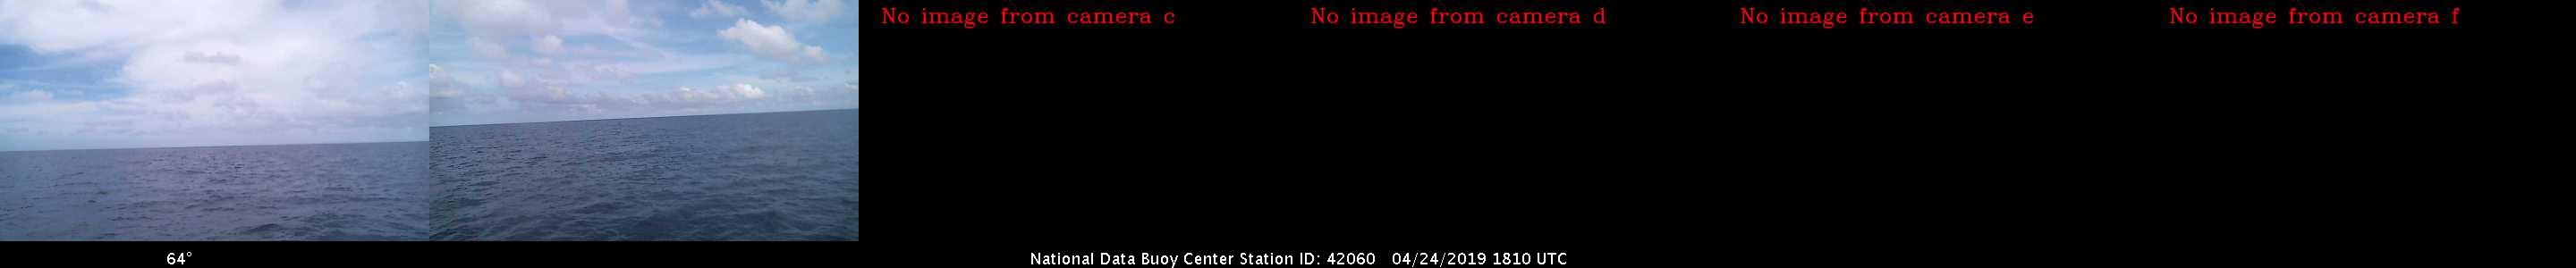 No image from camera c
No image from camera d
No image from camera e
No image from camera f
64°
National Data Buoy Center Station ID: 42060 04/24/2019 1810 UTC